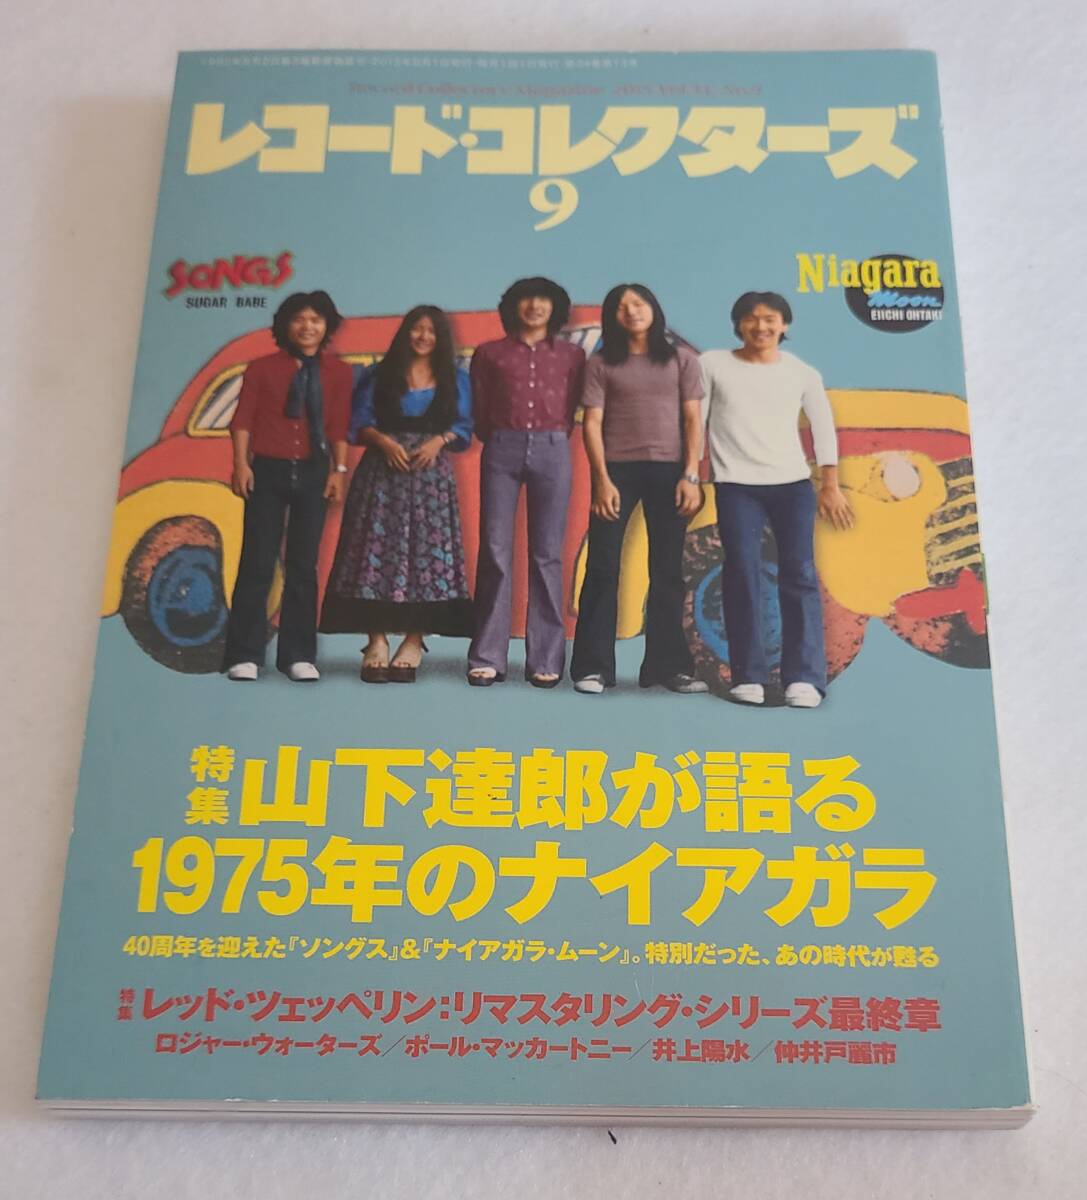 Record Collectors Magazine 2015 Vol.34, No.9
レコード・コレクターズ
9
SONGS
SUGAR BABE
Niagara
Moon
EIICHI OHTAKI
特集 山下達郎が語る
1975年のナイアガラ
40周年を迎えた『ソングス』&『ナイアガラ・ムーン』。特別だった、あの時代が甦る
特集 レッド・ツェッペリン:リマスタリング・シリーズ最終章
ロジャー・ウォーターズ/ポール・マッカートニー/井上陽水/仲井戸麗市